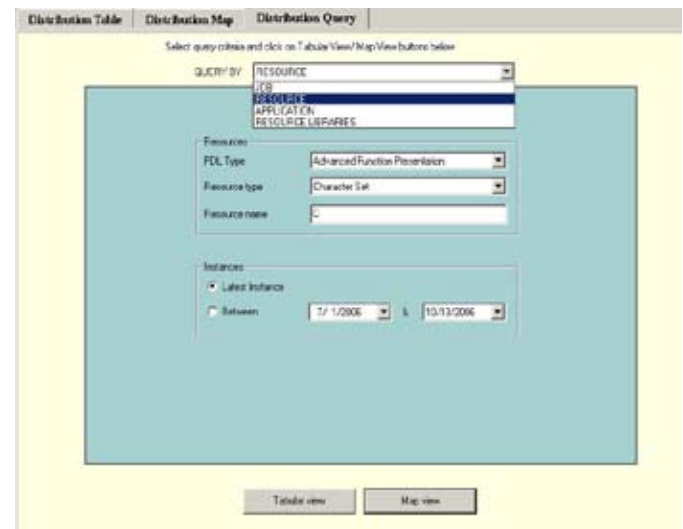 Distribution Table Distribution Map Distribution Query
Select query criteria and click on Tabular View/Map View buttons below
QUERY BY RESOURCE
JOB
RESOURCE
APPLICATION
RESOURCE LIBRARIES
Resources
PDL Type Advanced Function Presentation
Resource type Character Set
Resource name C
Instances
Latest Instance
Between 7/ 1/2006 & 10/13/2006
Tabular view Map view